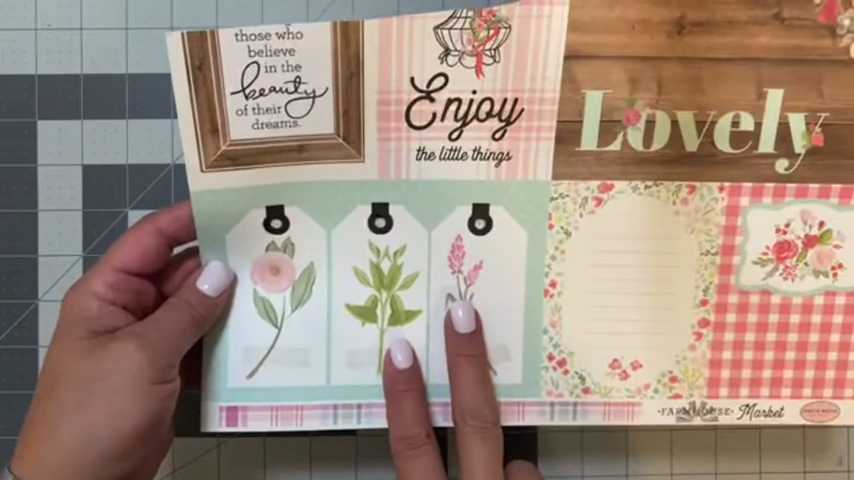 those who
believe
in the
beauty
of their
dreams.
Enjoy
the little things
Lovely
·FARMHOUSE· Market